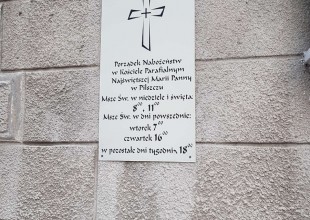 Porządek Nabożeństw
w Kościele Parafialnym
Najświętszej Marii Panny
w Pilszczu
Msze Św. w niedziele i święta:
8⁰⁰, 11⁰⁰
Msze Św. w dni powszednie:
wtorek 7⁰⁰
czwartek 16⁰⁰
w pozostałe dni tygodnia, 18⁰⁰